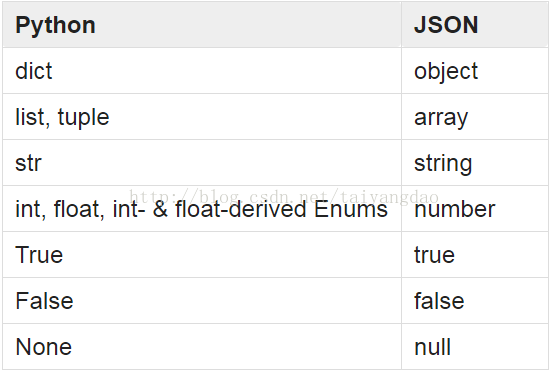 Python JSON
dict object
list, tuple array
str string
http://blog.csdn.net/taiyangdao
int, float, int- & float-derived Enums number
True true
False false
None null